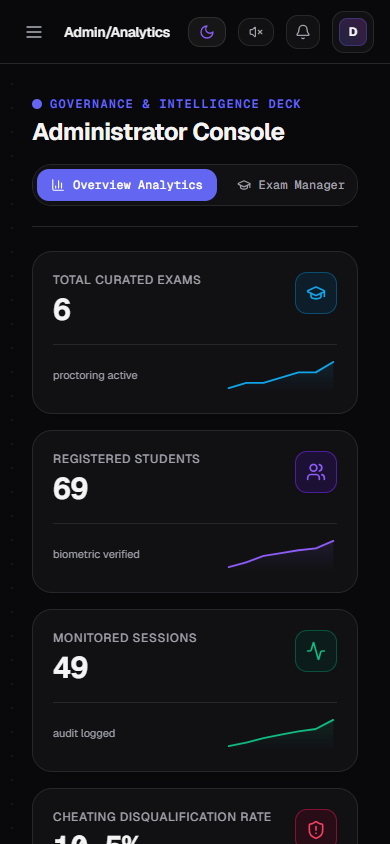 Admin/Analytics
D
GOVERNANCE & INTELLIGENCE DECK
Administrator Console
Overview Analytics
Exam Manager
TOTAL CURATED EXAMS
6
proctoring active
REGISTERED STUDENTS
69
biometric verified
MONITORED SESSIONS
49
audit logged
CHEATING DISQUALIFICATION RATE